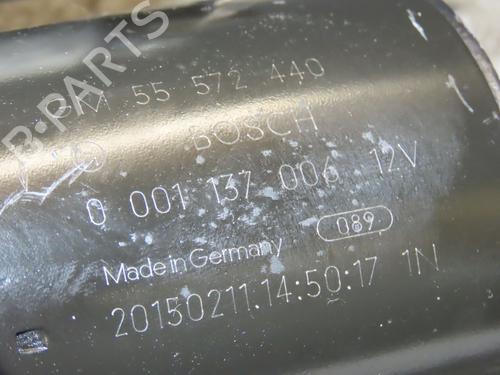 GM 55 572 440
BOSCH
0 001 137 006 12V
089
Made in Germany
20150211.14:50:17 1N
B-PARTS